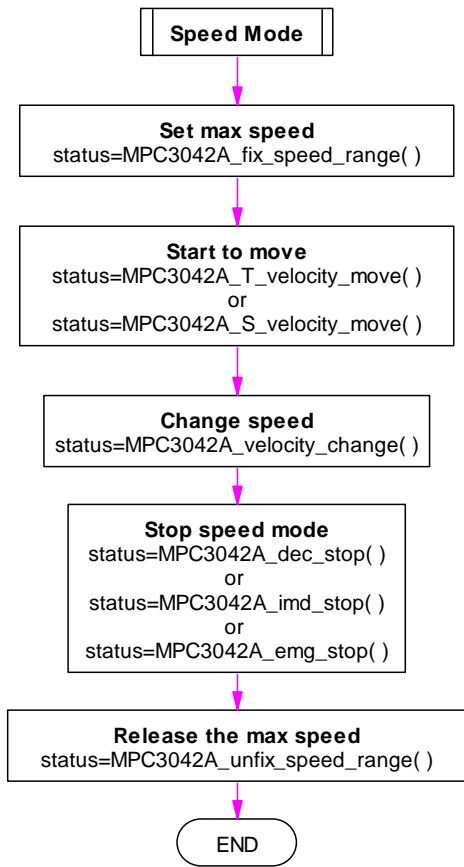 Speed Mode
Set max speed
status=MPC3042A_fix_speed_range( )
Start to move
status=MPC3042A_T_velocity_move( )
or
status=MPC3042A_S_velocity_move( )
Change speed
status=MPC3042A_velocity_change( )
Stop speed mode
status=MPC3042A_dec_stop( )
or
status=MPC3042A_imd_stop( )
or
status=MPC3042A_emg_stop( )
Release the max speed
status=MPC3042A_unfix_speed_range( )
END